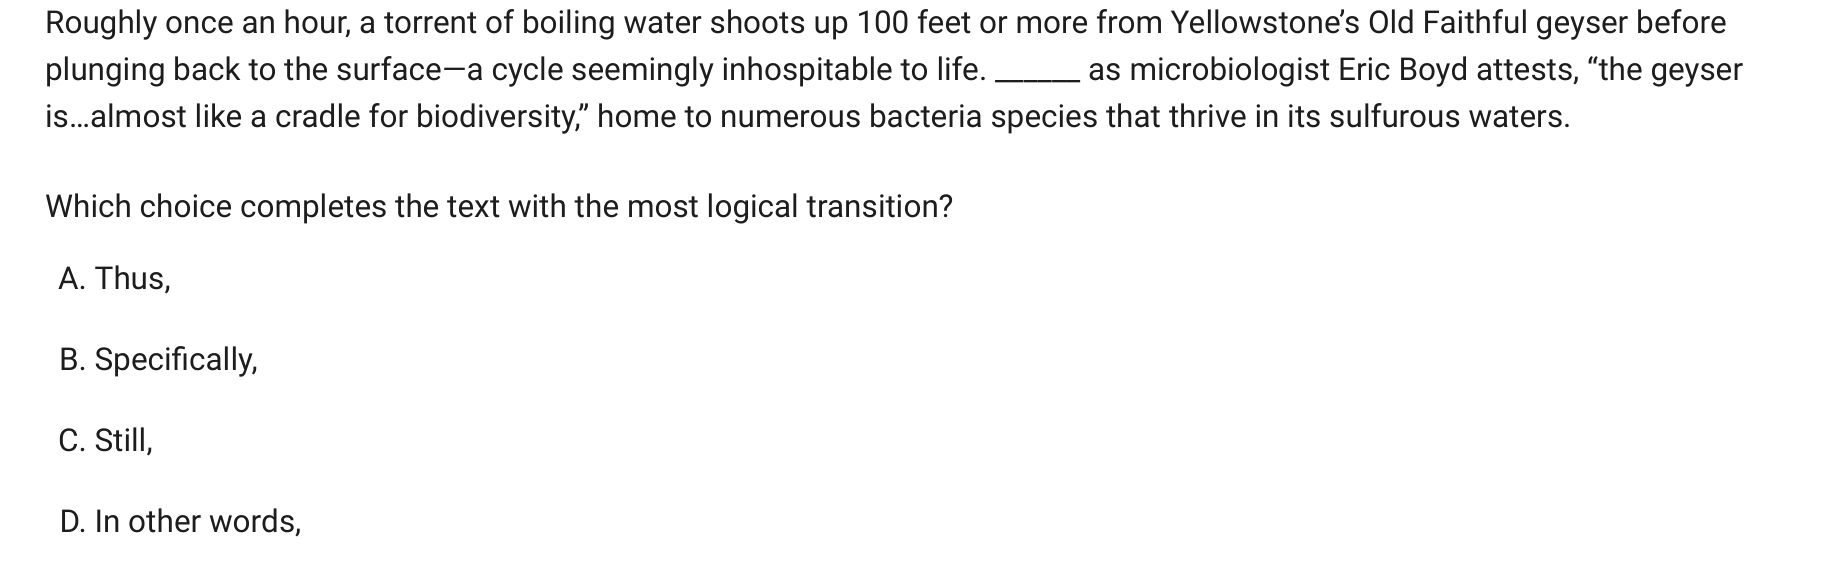 Roughly once an hour, a torrent of boiling water shoots up 100 feet or more from Yellowstone’s Old Faithful geyser before
plunging back to the surface—a cycle seemingly inhospitable to life. ______ as microbiologist Eric Boyd attests, “the geyser
is…almost like a cradle for biodiversity,” home to numerous bacteria species that thrive in its sulfurous waters.
Which choice completes the text with the most logical transition?
A. Thus,
B. Specifically,
C. Still,
D. In other words,